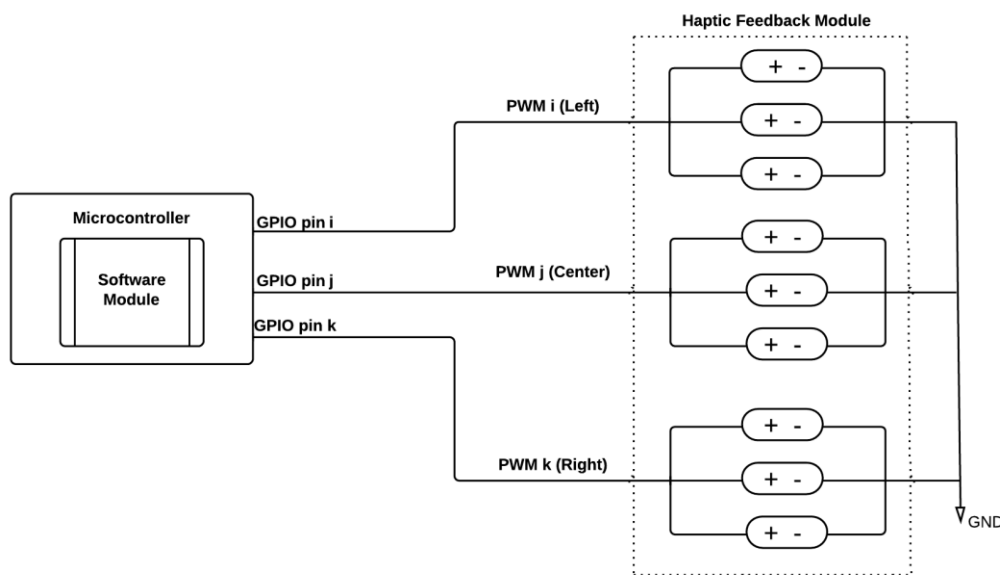 Haptic Feedback Module
+ -
PWM i (Left)
+ -
+ -
Microcontroller
GPIO pin i
Software
Module
+ -
GPIO pin j
PWM j (Center)
+ -
GPIO pin k
+ -
+ -
PWM k (Right)
+ -
+ -
GND